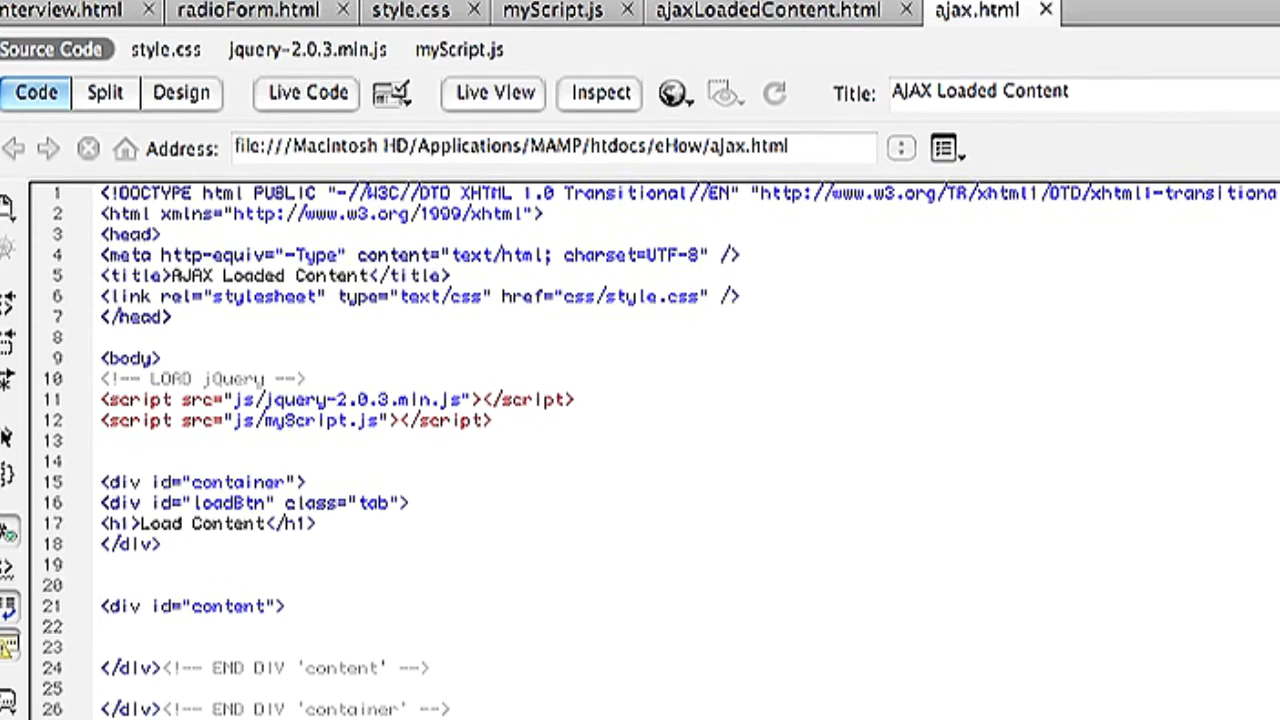 nterview.html × radioForm.html × style.css × myScript.js × ajaxLoadedContent.html × ajax.html ×
Source Code style.css jquery-2.0.3.min.js myScript.js
Code Split Design Live Code Live View Inspect Title: AJAX Loaded Content
Address: file:///Macintosh HD/Applications/MAMP/htdocs/eHow/ajax.html
1 <!DOCTYPE html PUBLIC "-//W3C//DTD XHTML 1.0 Transitional//EN" "http://www.w3.org/TR/xhtml1/DTD/xhtml1-transitiona
2 <html xmlns="http://www.w3.org/1999/xhtml">
3 <head>
4 <meta http-equiv="-Type" content="text/html; charset=UTF-8" />
5 <title>AJAX Loaded Content</title>
6 <link rel="stylesheet" type="text/css" href="css/style.css" />
7 </head>
8
9 <body>
10 <!-- LOAD jQuery -->
11 <script src="js/jquery-2.0.3.min.js"></script>
12 <script src="js/myScript.js"></script>
13
14
15 <div id="container">
16 <div id="loadBtn" class="tab">
17 <h1>Load Content</h1>
18 </div>
19
20
21 <div id="content">
22
23
24 </div><!-- END DIV 'content' -->
25
26 </div><!-- END DIV 'container' -->